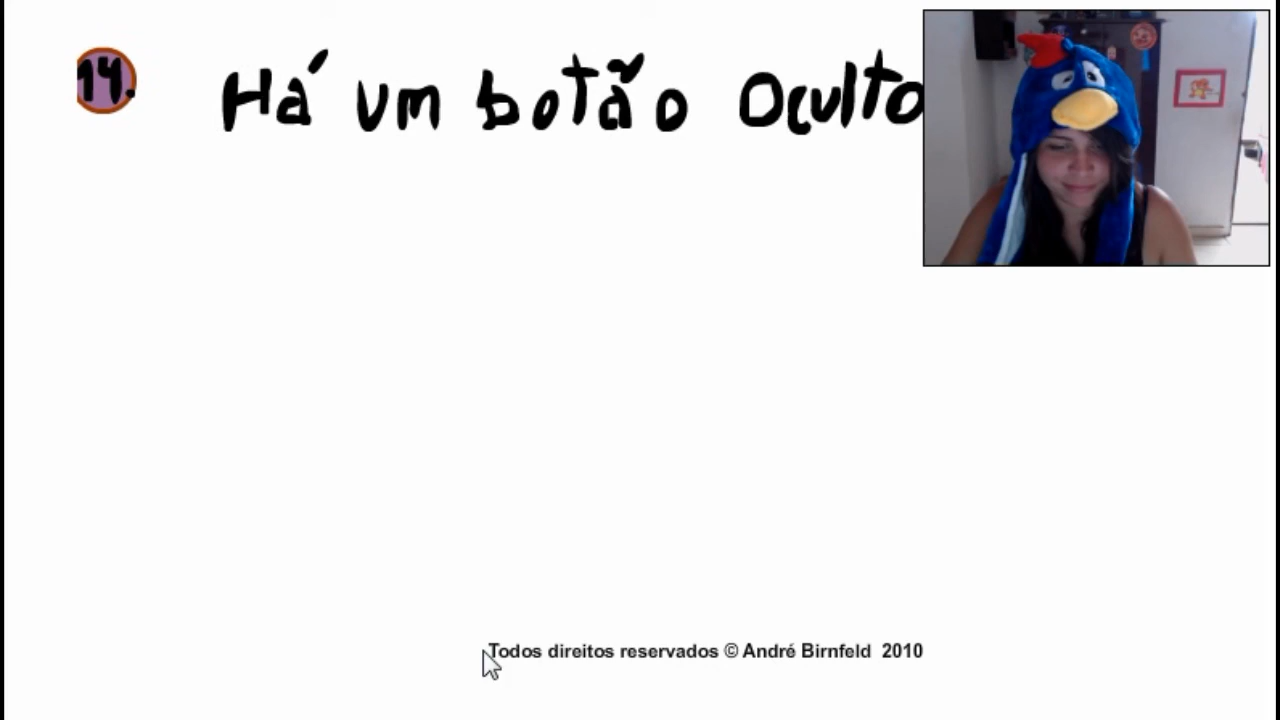 14. Há um botão Oculto
Todos direitos reservados © André Birnfeld 2010